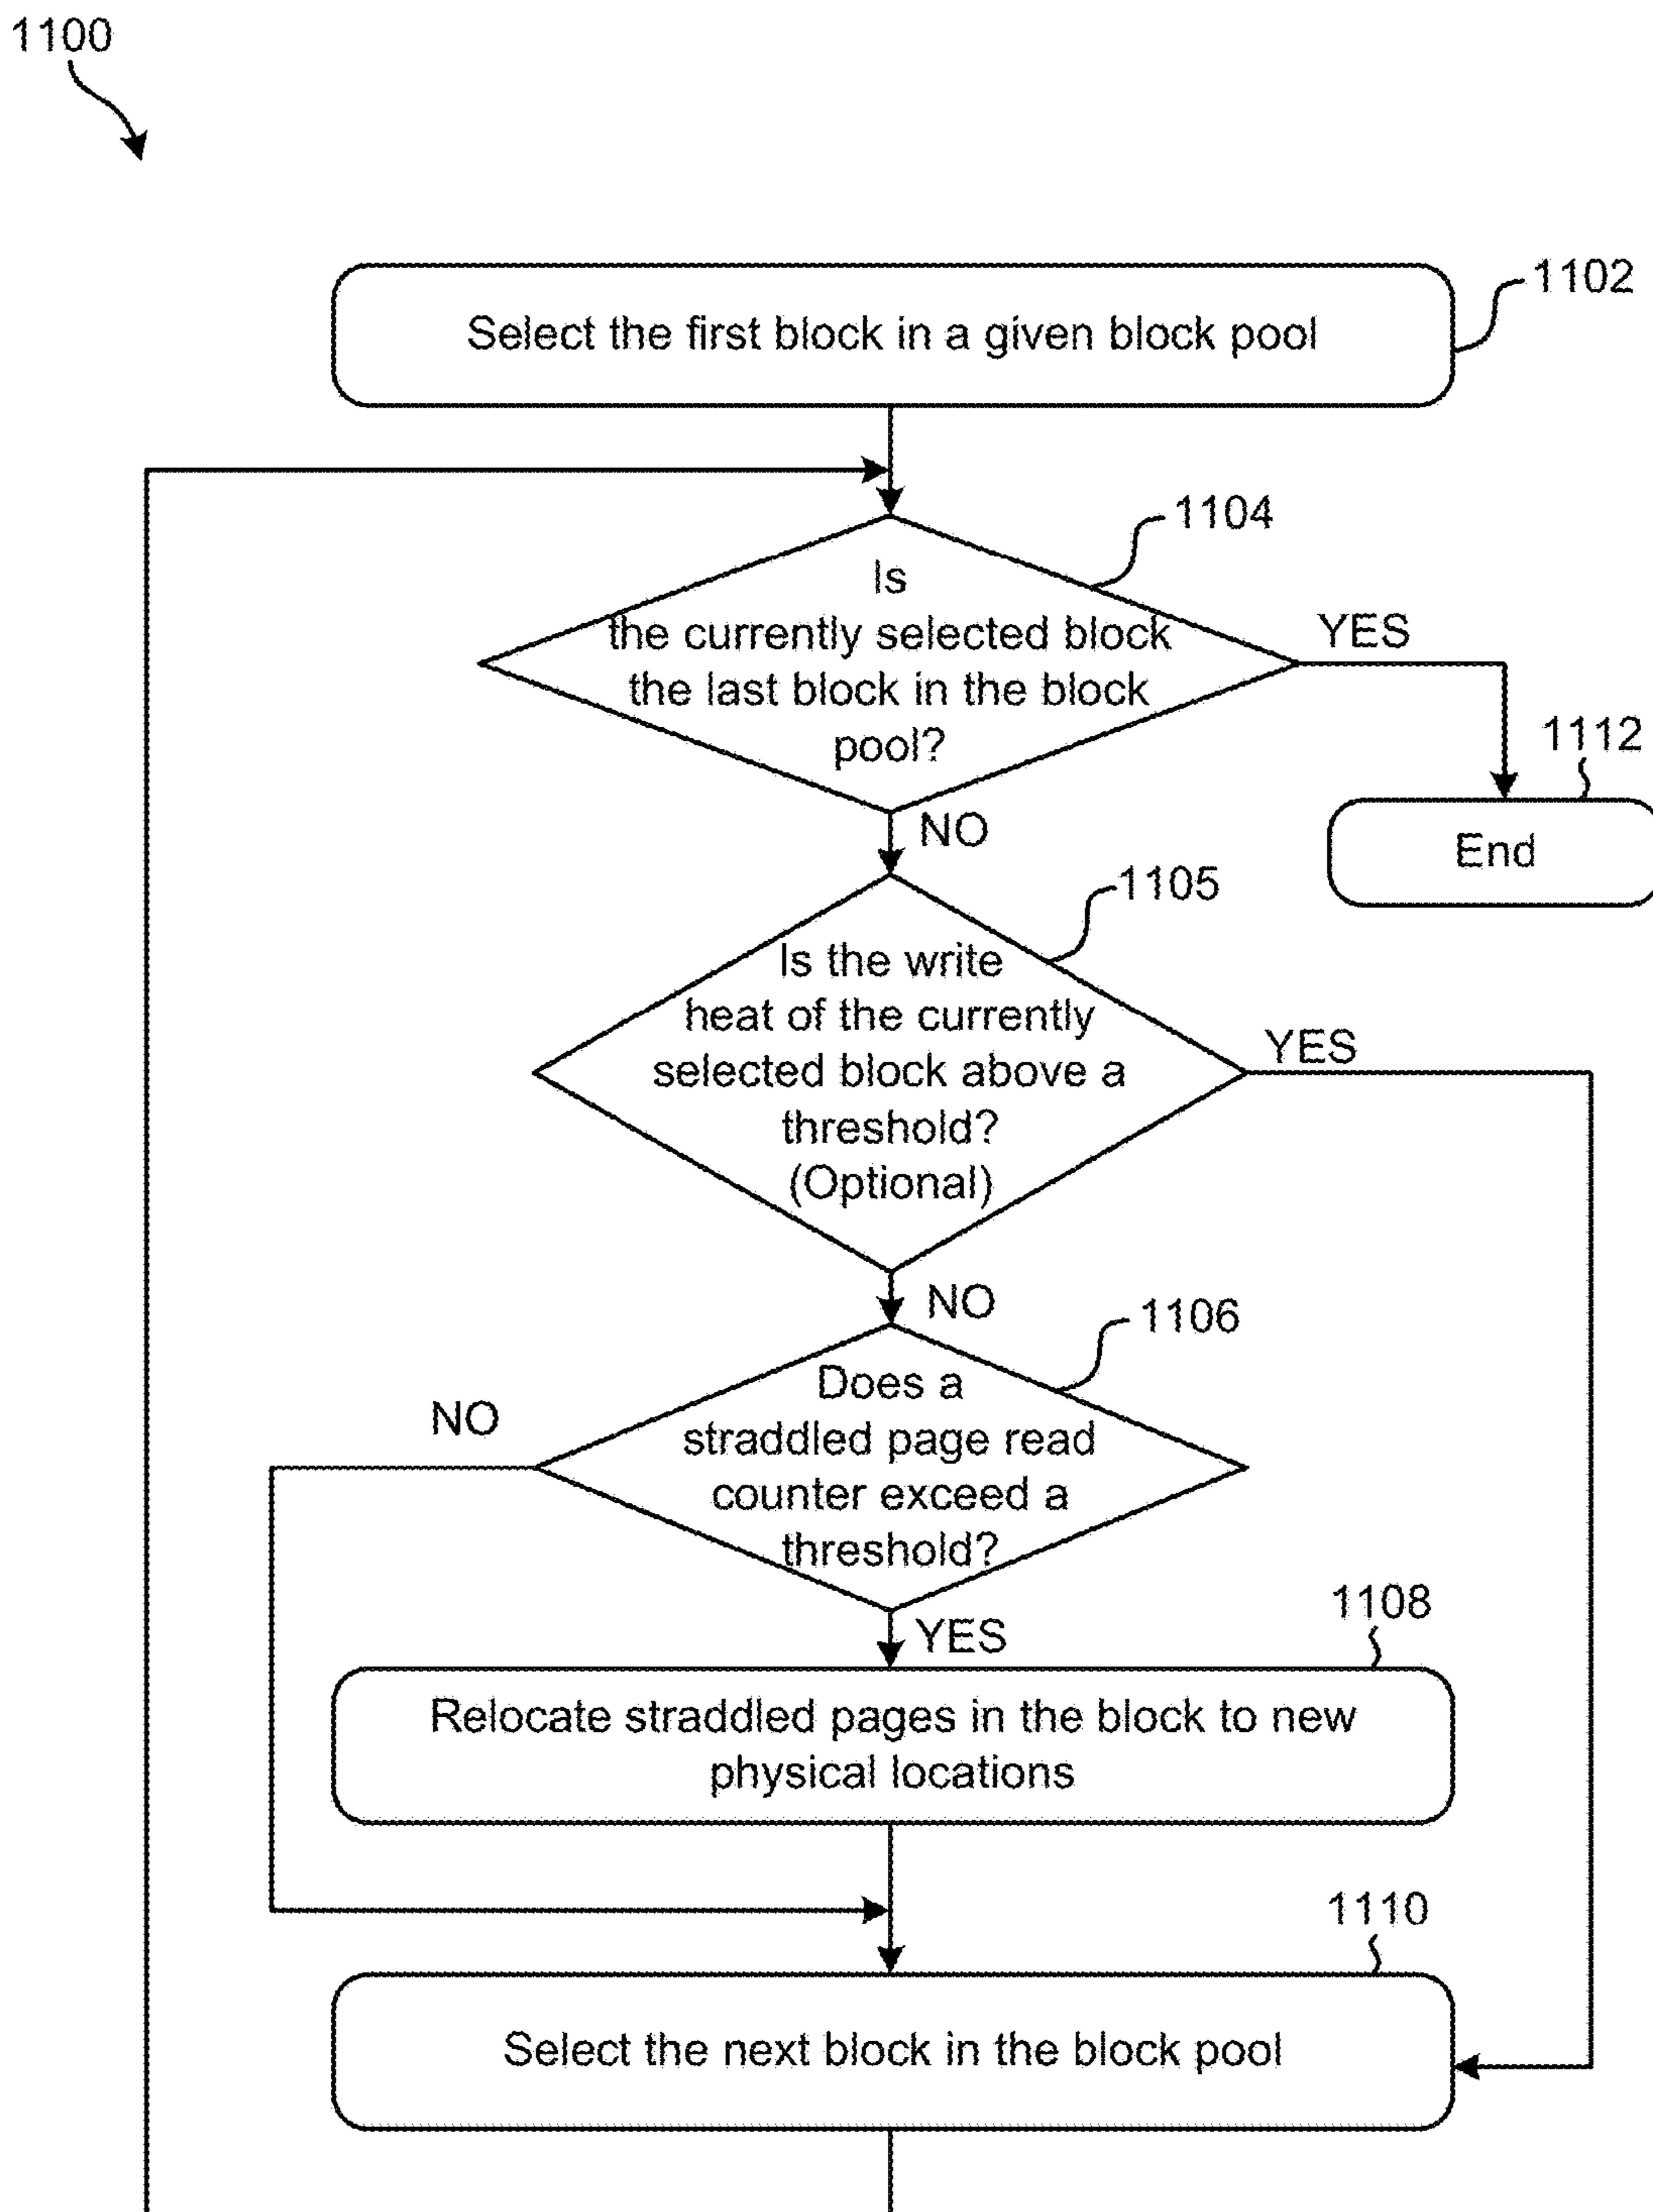 1100
1102
Select the first block in a given block pool
1104
Is
the currently selected block
the last block in the block
pool?
YES
1112
End
NO
1105
Is the write
heat of the currently
selected block above a
threshold?
(Optional)
YES
NO
1106
Does a
straddled page read
counter exceed a
threshold?
NO
YES
1108
Relocate straddled pages in the block to new
physical locations
1110
Select the next block in the block pool